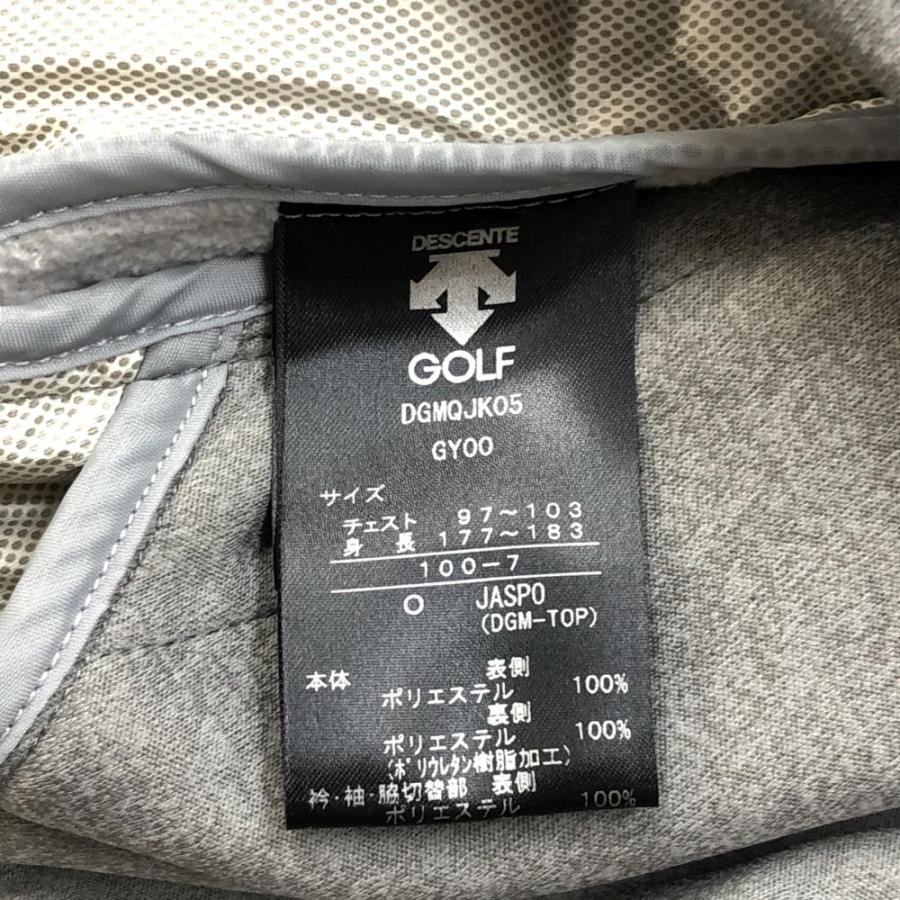 DESCENTE
GOLF
DGMQJK05
GY00
サイズ
チェスト 97～103
身長 177～183
100-7
O JASPO
(DGM-TOP)
本体 表側
ポリエステル 100%
裏側
ポリエステル 100%
(ポリウレタン樹脂加工)
衿・袖・脇切替部 表側
ポリエステル 100%